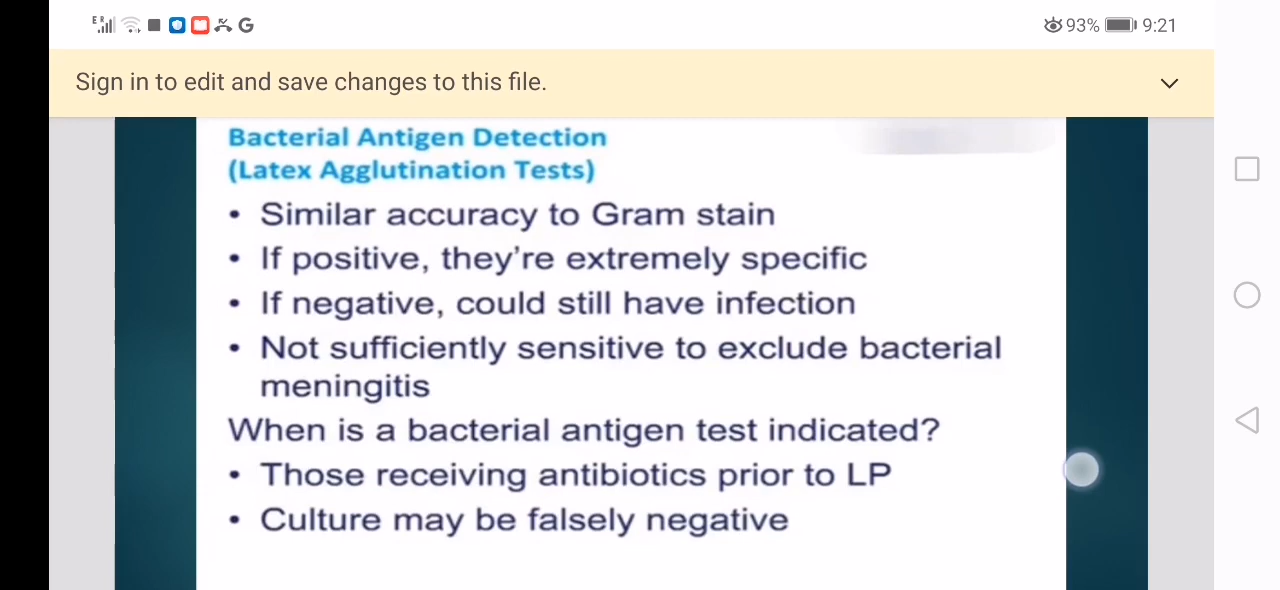 93% 9:21
Sign in to edit and save changes to this file.
Bacterial Antigen Detection
(Latex Agglutination Tests)
• Similar accuracy to Gram stain
• If positive, they're extremely specific
• If negative, could still have infection
• Not sufficiently sensitive to exclude bacterial
meningitis
When is a bacterial antigen test indicated?
• Those receiving antibiotics prior to LP
• Culture may be falsely negative